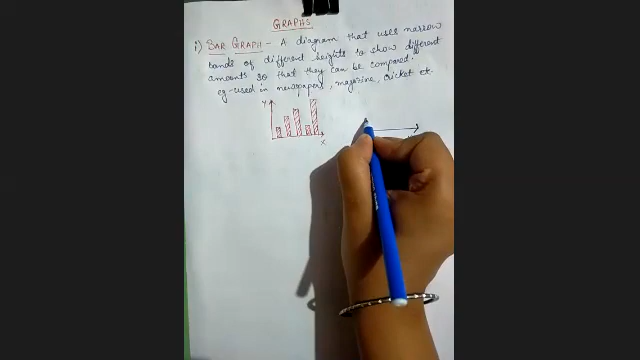 GRAPHS
i) BAR GRAPH - A diagram that uses narrow
bands of different heights to show different
amounts so that they can be compared.
eg - used in newspapers, magazine, cricket etc.
Y
X